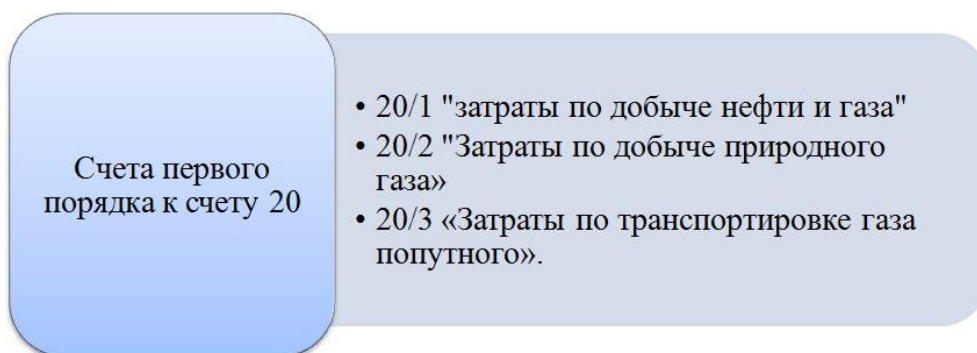 Счета первого
порядка к счету 20
• 20/1 "затраты по добыче нефти и газа"
• 20/2 "Затраты по добыче природного
газа»
• 20/3 «Затраты по транспортировке газа
попутного».